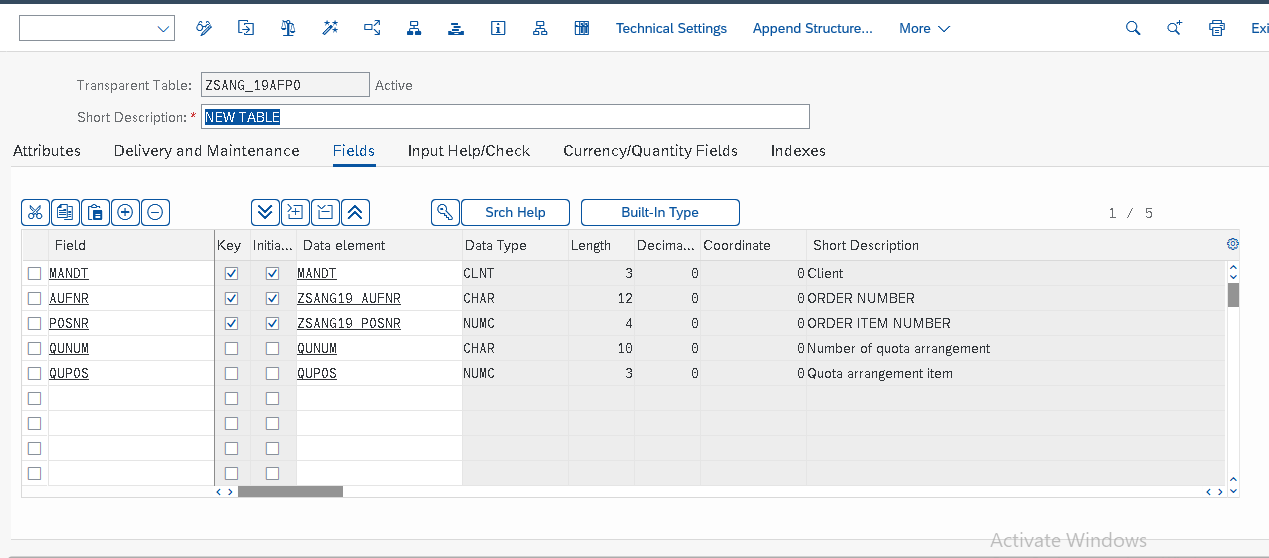 Technical Settings Append Structure... More Exi
Transparent Table: ZSANG_19AFPO Active
Short Description: * NEW TABLE
Attributes Delivery and Maintenance Fields Input Help/Check Currency/Quantity Fields Indexes
Srch Help Built-In Type 1 / 5
Field Key Initia... Data element Data Type Length Decima... Coordinate Short Description
MANDT MANDT CLNT 3 0 0 Client
AUFNR ZSANG19_AUFNR CHAR 12 0 0 ORDER NUMBER
POSNR ZSANG19_POSNR NUMC 4 0 0 ORDER ITEM NUMBER
QUNUM QUNUM CHAR 10 0 0 Number of quota arrangement
QUPOS QUPOS NUMC 3 0 0 Quota arrangement item
Activate Windows